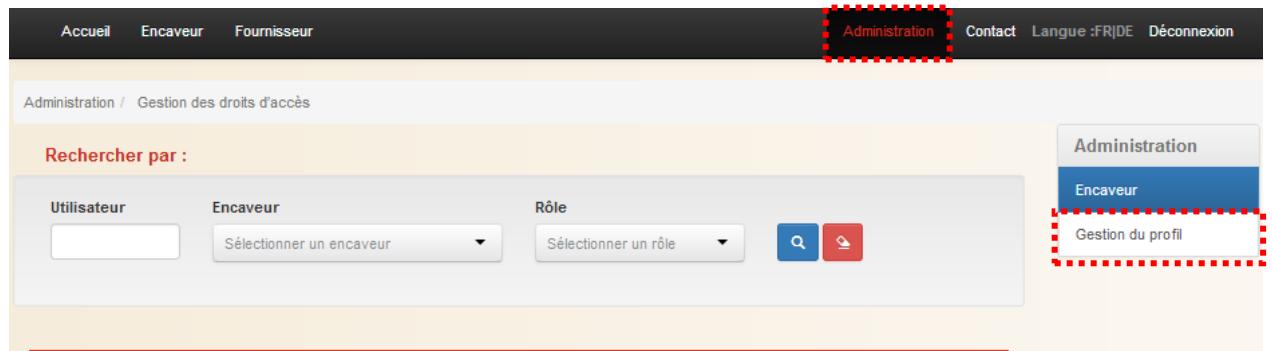 Accueil Encaveur Fournisseur Administration Contact Langue :FR|DE Déconnexion
Administration / Gestion des droits d'accès
Rechercher par :
Utilisateur Encaveur Rôle
Sélectionner un encaveur Sélectionner un rôle
Administration
Encaveur
Gestion du profil